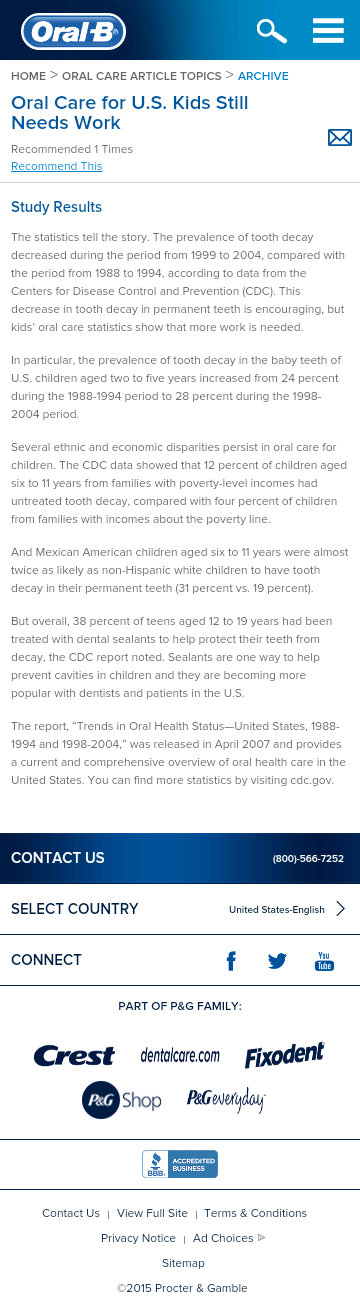 Oral-B
HOME > ORAL CARE ARTICLE TOPICS > ARCHIVE
Oral Care for U.S. Kids Still
Needs Work
Recommended 1 Times
Recommend This
Study Results
The statistics tell the story. The prevalence of tooth decay
decreased during the period from 1999 to 2004, compared with
the period from 1988 to 1994, according to data from the
Centers for Disease Control and Prevention (CDC). This
decrease in tooth decay in permanent teeth is encouraging, but
kids’ oral care statistics show that more work is needed.
In particular, the prevalence of tooth decay in the baby teeth of
U.S. children aged two to five years increased from 24 percent
during the 1988-1994 period to 28 percent during the 1998-
2004 period.
Several ethnic and economic disparities persist in oral care for
children. The CDC data showed that 12 percent of children aged
six to 11 years from families with poverty-level incomes had
untreated tooth decay, compared with four percent of children
from families with incomes about the poverty line.
And Mexican American children aged six to 11 years were almost
twice as likely as non-Hispanic white children to have tooth
decay in their permanent teeth (31 percent vs. 19 percent).
But overall, 38 percent of teens aged 12 to 19 years had been
treated with dental sealants to help protect their teeth from
decay, the CDC report noted. Sealants are one way to help
prevent cavities in children and they are becoming more
popular with dentists and patients in the U.S.
The report, “Trends in Oral Health Status—United States, 1988-
1994 and 1998-2004,” was released in April 2007 and provides
a current and comprehensive overview of oral health care in the
United States. You can find more statistics by visiting cdc.gov.
CONTACT US (800)-566-7252
SELECT COUNTRY United States-English
CONNECT f You Tube
PART OF P&G FAMILY:
Crest dentalcare.com Fixodent
P&G Shop P&G everyday
BBB ACCREDITED BUSINESS
Contact Us | View Full Site | Terms & Conditions
Privacy Notice | Ad Choices
Sitemap
©2015 Procter & Gamble